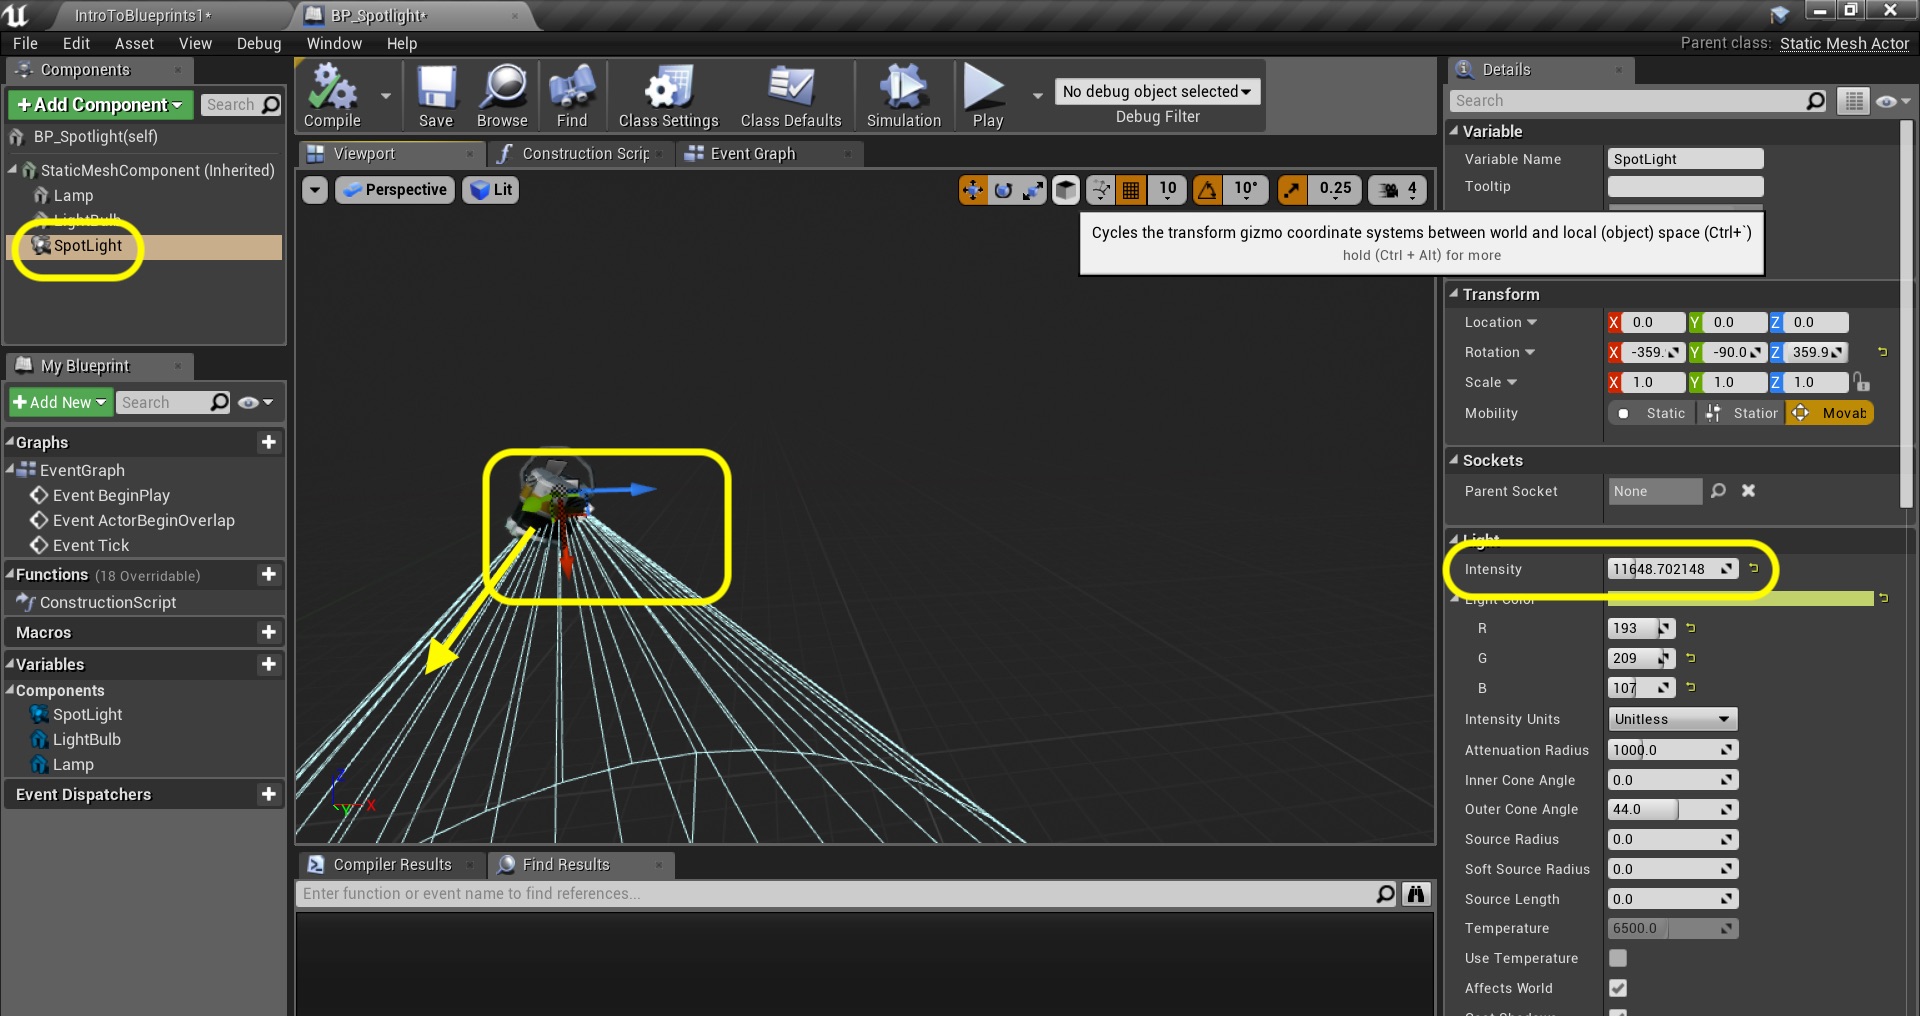 IntroToBlueprints1*
BP_Spotlight*
File Edit Asset View Debug Window Help
Parent class: Static Mesh Actor
Components
+Add Component
Search
BP_Spotlight(self)
StaticMeshComponent (Inherited)
Lamp
LightBulb
SpotLight
My Blueprint
+Add New
Search
Graphs
EventGraph
Event BeginPlay
Event ActorBeginOverlap
Event Tick
Functions (18 Overridable)
ConstructionScript
Macros
Variables
Components
SpotLight
LightBulb
Lamp
Event Dispatchers
Compile
Save
Browse
Find
Class Settings
Class Defaults
Simulation
Play
No debug object selected
Debug Filter
Viewport
Construction Scrip
Event Graph
Perspective
Lit
10
10°
0.25
4
Cycles the transform gizmo coordinate systems between world and local (object) space (Ctrl+`)
hold (Ctrl + Alt) for more
Z
Y
X
Compiler Results
Find Results
Enter function or event name to find references...
Details
Search
Variable
Variable Name SpotLight
Tooltip
Transform
Location X 0.0 Y 0.0 Z 0.0
Rotation X -359. Y -90.0 Z 359.9
Scale X 1.0 Y 1.0 Z 1.0
Mobility Static Station Movab
Sockets
Parent Socket None
Light
Intensity 11648.702148
Light Color
R 193
G 209
B 107
Intensity Units Unitless
Attenuation Radius 1000.0
Inner Cone Angle 0.0
Outer Cone Angle 44.0
Source Radius 0.0
Soft Source Radius 0.0
Source Length 0.0
Temperature 6500.0
Use Temperature
Affects World